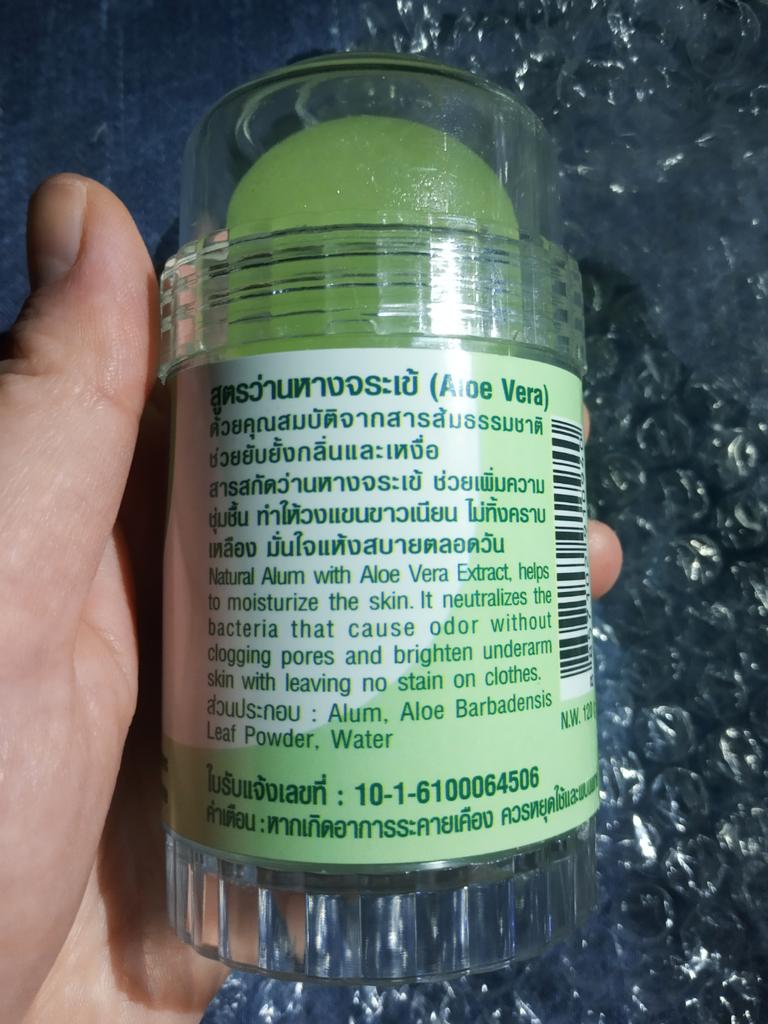 สูตรว่านหางจระเข้ (Aloe Vera)
ด้วยคุณสมบัติจากสารส้มธรรมชาติ
ช่วยยับยั้งกลิ่นและเหงื่อ
สารสกัดว่านหางจระเข้ ช่วยเพิ่มความ
ชุ่มชื้น ทำให้วงแขนขาวเนียน ไม่ทิ้งคราบ
เหลือง มั่นใจแห้งสบายตลอดวัน
Natural Alum with Aloe Vera Extract, helps
to moisturize the skin. It neutralizes the
bacteria that cause odor without
clogging pores and brighten underarm
skin with leaving no stain on clothes.
ส่วนประกอบ : Alum, Aloe Barbadensis
Leaf Powder, Water
N.W. 120
ใบรับแจ้งเลขที่ : 10-1-6100064506
คำเตือน : หากเกิดอาการระคายเคือง ควรหยุดใช้และพบแพทย์